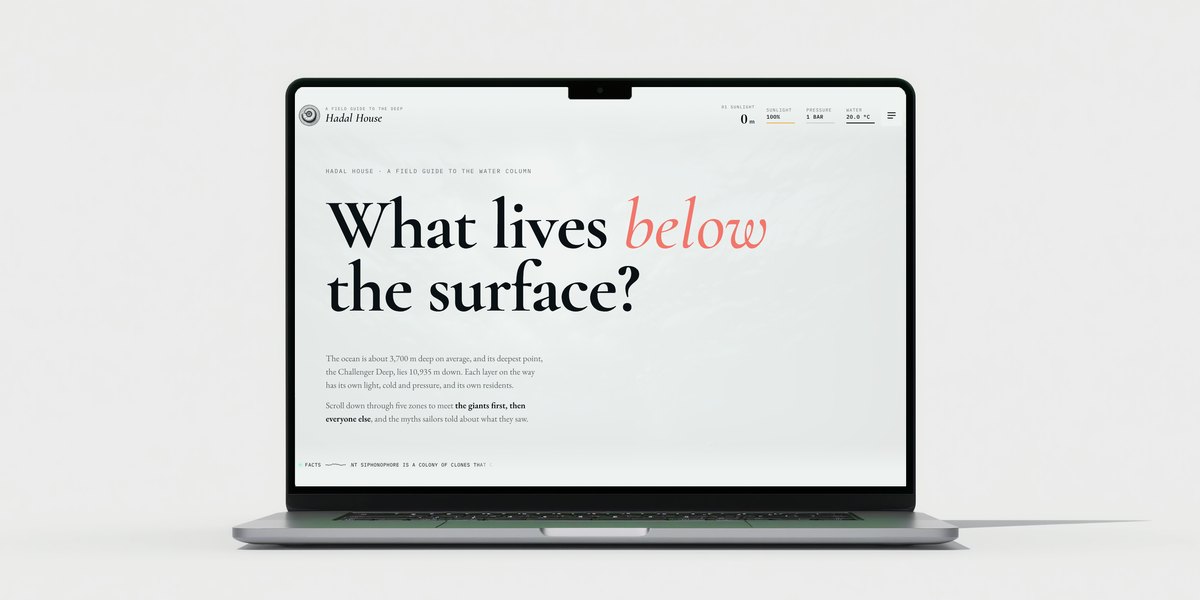 A FIELD GUIDE TO THE DEEP
Hadal House
01 SUNLIGHT
0 m
SUNLIGHT
100%
PRESSURE
1 BAR
WATER
20.0 °C
HADAL HOUSE · A FIELD GUIDE TO THE WATER COLUMN
What lives below
the surface?
The ocean is about 3,700 m deep on average, and its deepest point,
the Challenger Deep, lies 10,935 m down. Each layer on the way
has its own light, cold and pressure, and its own residents.
Scroll down through five zones to meet the giants first, then
everyone else, and the myths sailors told about what they saw.
FACTS
NT SIPHONOPHORE IS A COLONY OF CLONES THAT C